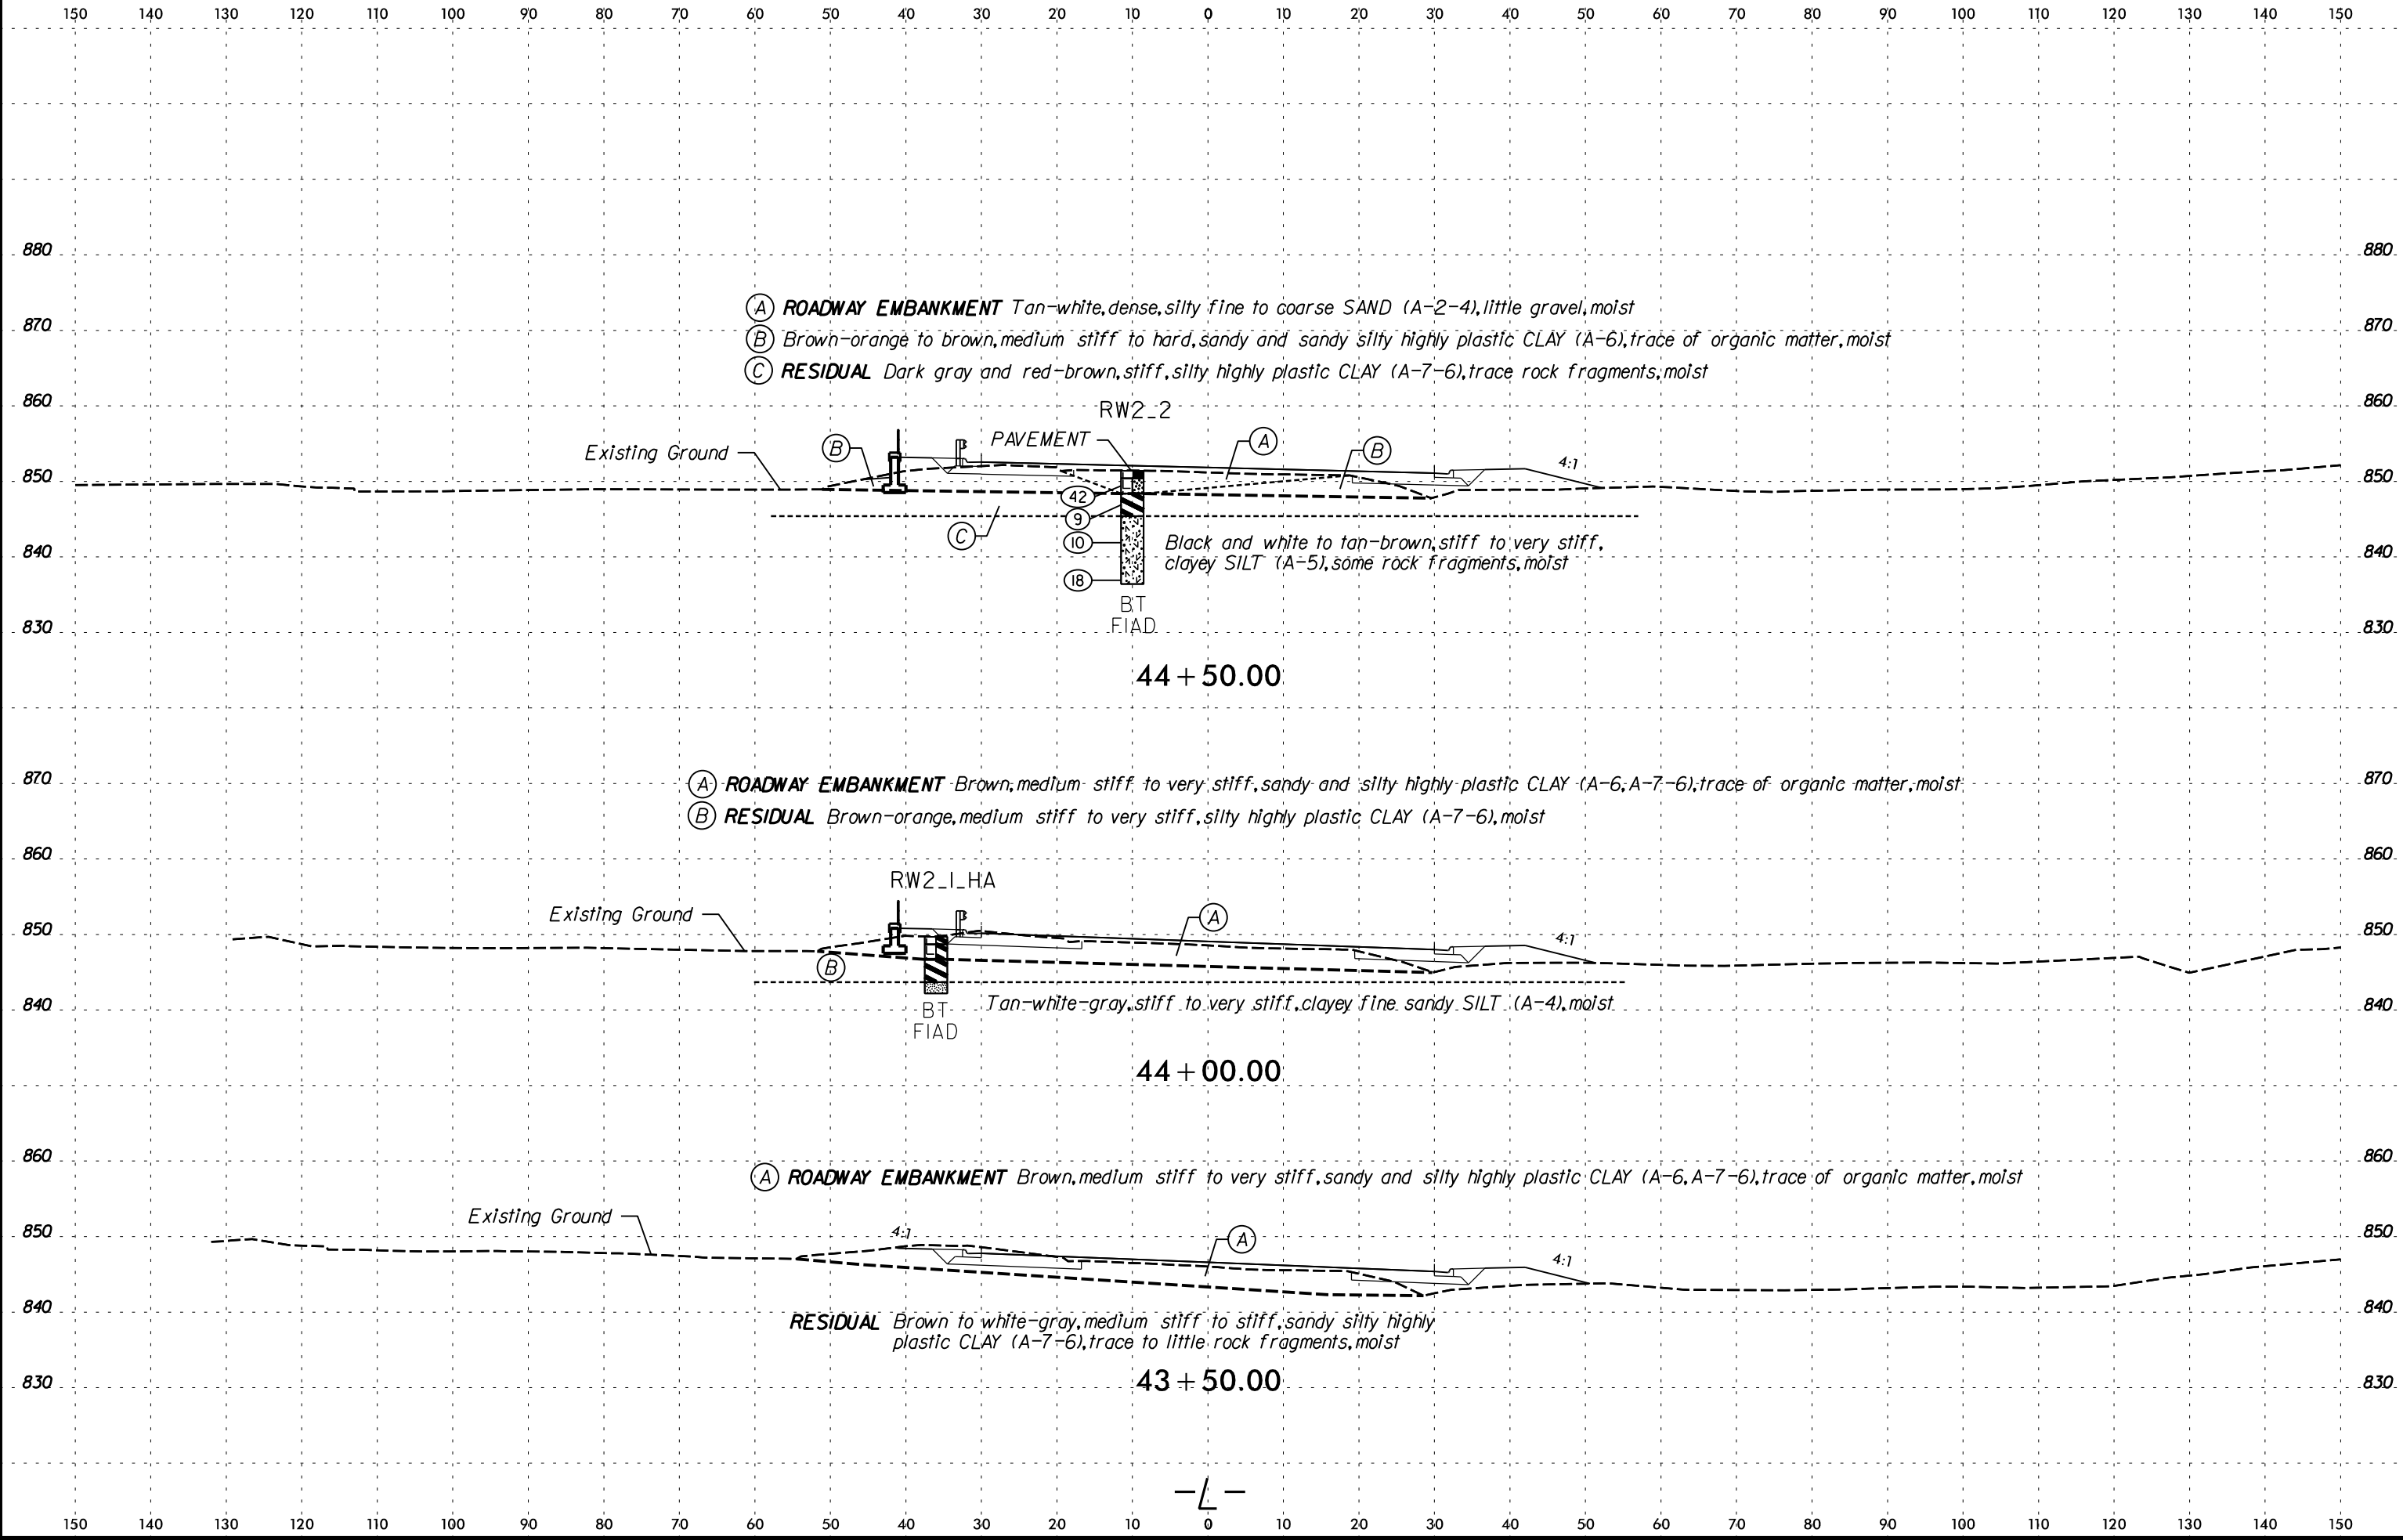 150 140 130 120 110 100 90 80 70 60 50 40 30 20 10 0 10 20 30 40 50 60 70 80 90 100 110 120 130 140 150
880 880
A ROADWAY EMBANKMENT Tan-white,dense,silty fine to coarse SAND (A-2-4),little gravel,moist
870 870
B Brown-orange to brown,medium stiff to hard,sandy and sandy silty highly plastic CLAY (A-6),trace of organic matter,moist
C RESIDUAL Dark gray and red-brown,stiff,silty highly plastic CLAY (A-7-6),trace rock fragments,moist
860 860
RW2_2
Existing Ground B PAVEMENT A B 4:1
850 850
42
9
C 10 Black and white to tan-brown,stiff to very stiff,
840 840
clayey SILT (A-5),some rock fragments,moist
18
BT
FIAD
830 830
44+50.00
870 A ROADWAY EMBANKMENT Brown,medium stiff to very stiff,sandy and silty highly plastic CLAY (A-6,A-7-6),trace of organic matter,moist 870
B RESIDUAL Brown-orange,medium stiff to very stiff,silty highly plastic CLAY (A-7-6),moist
860 860
RW2_1_HA
Existing Ground A
850 4:1 850
B
840 Tan-white-gray,stiff to very stiff,clayey fine sandy SILT (A-4),moist 840
BT
FIAD
44+00.00
860 860
A ROADWAY EMBANKMENT Brown,medium stiff to very stiff,sandy and silty highly plastic CLAY (A-6,A-7-6),trace of organic matter,moist
Existing Ground
850 4:1 A 850
4:1
840 840
RESIDUAL Brown to white-gray,medium stiff to stiff,sandy silty highly
plastic CLAY (A-7-6),trace to little rock fragments,moist
830 43+50.00 830
-L-
150 140 130 120 110 100 90 80 70 60 50 40 30 20 10 0 10 20 30 40 50 60 70 80 90 100 110 120 130 140 150